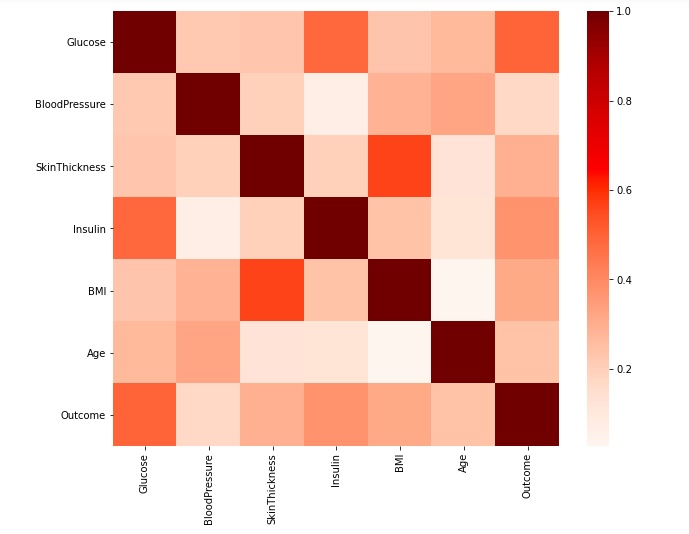 Glucose
BloodPressure
SkinThickness
Insulin
BMI
Age
Outcome
Glucose
BloodPressure
SkinThickness
Insulin
BMI
Age
Outcome
1.0
0.8
0.6
0.4
0.2